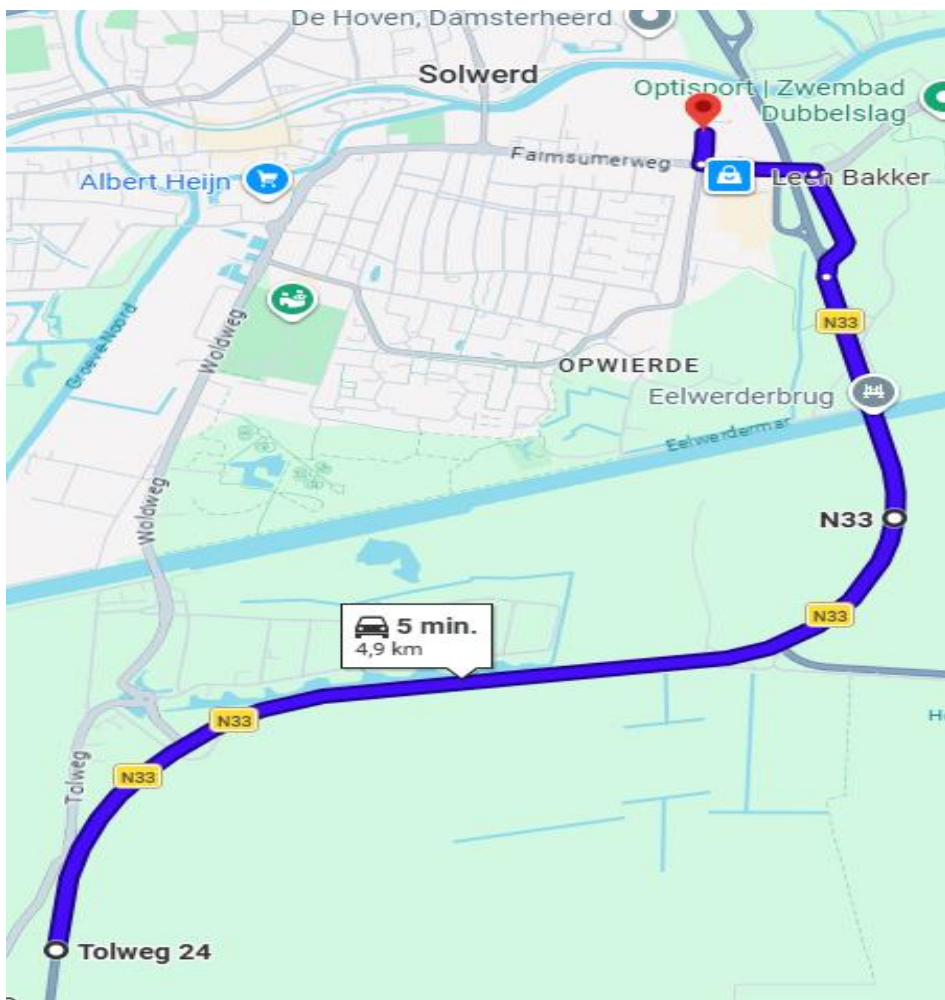 De Hoven, Damsterheerd
Solwerd
Optisport | Zwembad
Dubbelslag
Farmsumerweg
Albert Heijn
Leen Bakker
Groeve-Noord
Woldweg
N33
OPWIERDE
Eelwerderbrug
Eelwerdermar
Woldweg
N33
5 min.
4,9 km
N33
N33
Tolweg
N33
Tolweg 24